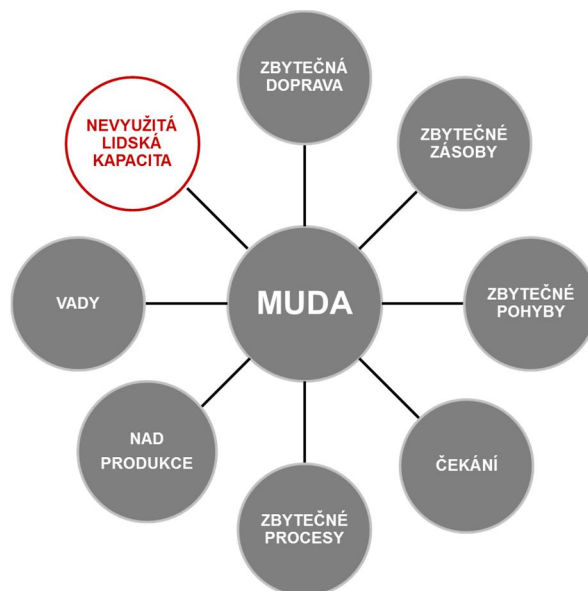 ZBYTEČNÁ
DOPRAVA
NEVYUŽITÁ
LIDSKÁ
KAPACITA
ZBYTEČNÉ
ZÁSOBY
VADY
MUDA
ZBYTEČNÉ
POHYBY
NAD
PRODUKCE
ČEKÁNÍ
ZBYTEČNÉ
PROCESY